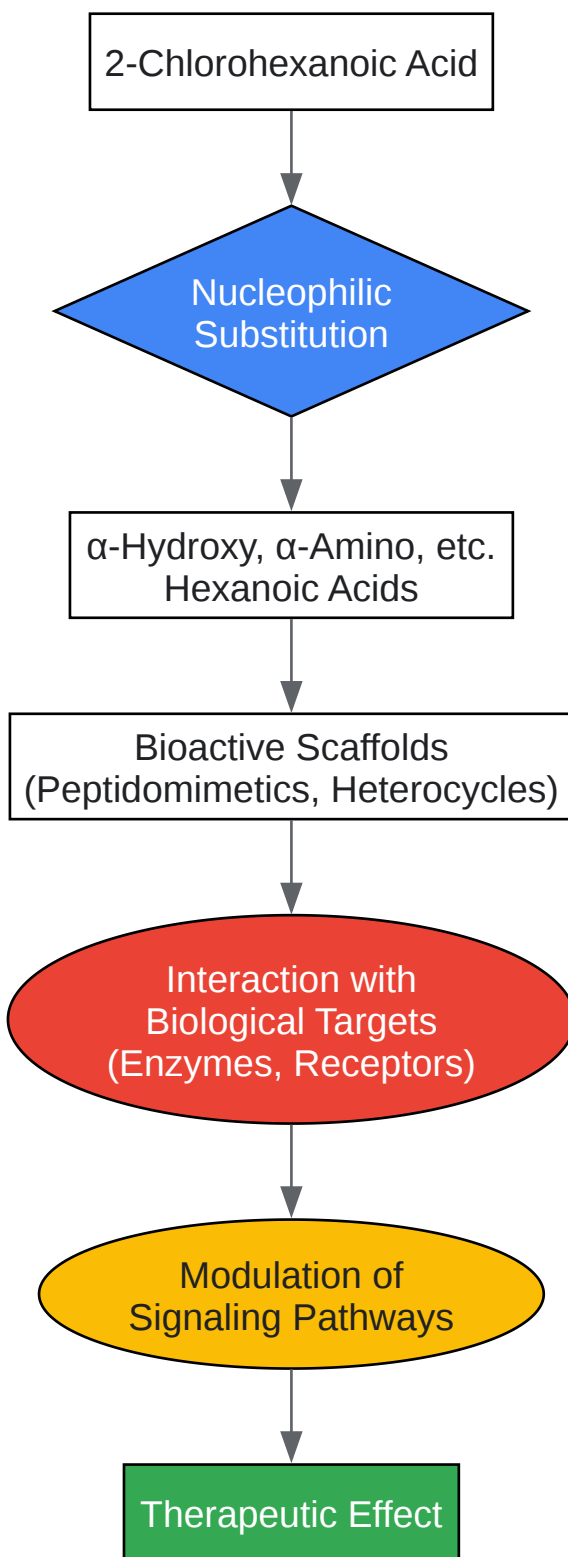 2-Chlorohexanoic Acid
Nucleophilic
Substitution
α-Hydroxy, α-Amino, etc.
Hexanoic Acids
Bioactive Scaffolds
(Peptidomimetics, Heterocycles)
Interaction with
Biological Targets
(Enzymes, Receptors)
Modulation of
Signaling Pathways
Therapeutic Effect